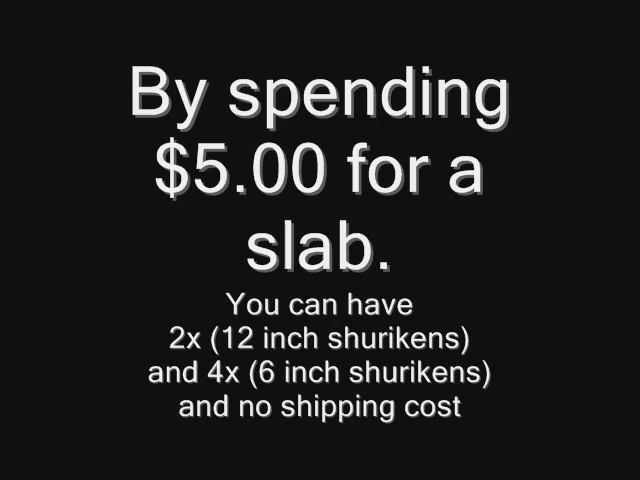 By spending
$5.00 for a
slab.
You can have
2x (12 inch shurikens)
and 4x (6 inch shurikens)
and no shipping cost